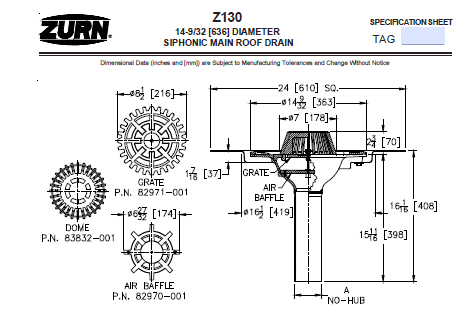 ZURN
Z130
14-9/32 [636] DIAMETER
SIPHONIC MAIN ROOF DRAIN
SPECIFICATION SHEET
TAG
Dimensional Data (inches and [mm]) are Subject to Manufacturing Tolerances and Change Without Notice
ø8 1/2 [216]
24 [610] SQ.
ø14 9/32 [363]
ø7 [178]
2 3/4 [70]
GRATE
P.N. 82971-001
1 7/16 [37]
GRATE
AIR
BAFFLE
DOME
P.N. 83832-001
ø6 27/32 [174]
ø16 1/2 [419]
16 1/16 [408]
15 11/16 [398]
AIR BAFFLE
P.N. 82970-001
A
NO-HUB